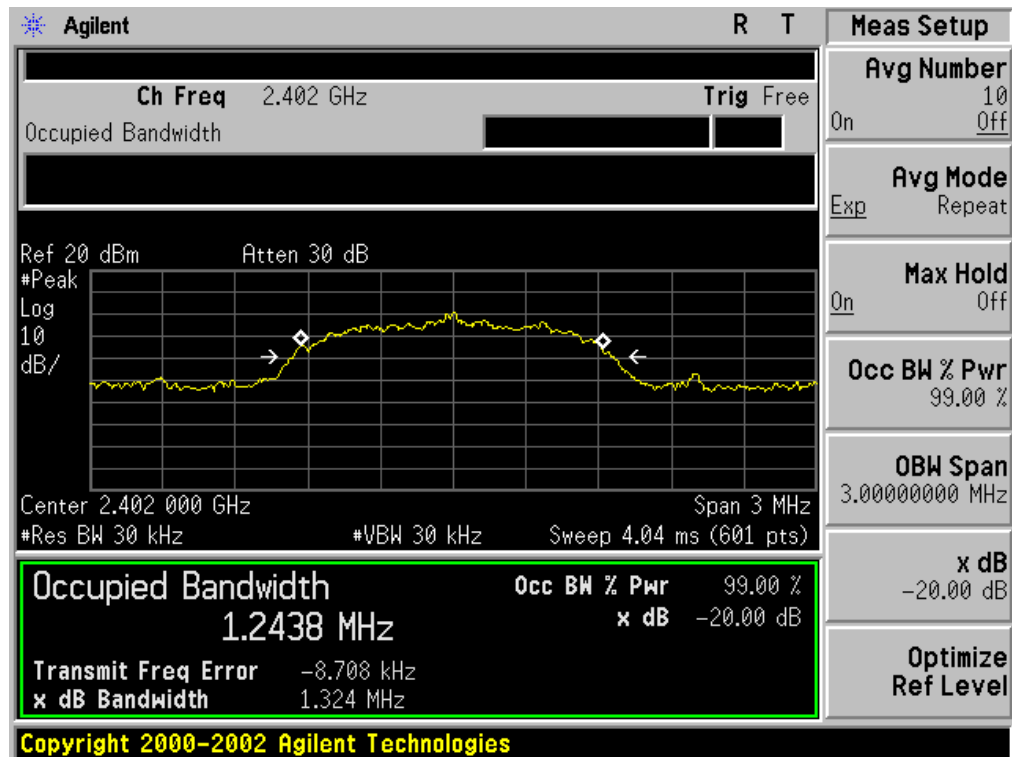 Agilent R T
Ch Freq 2.402 GHz Trig Free
Occupied Bandwidth
Ref 20 dBm Atten 30 dB
#Peak
Log
10
dB/
Center 2.402 000 GHz Span 3 MHz
#Res BW 30 kHz #VBW 30 kHz Sweep 4.04 ms (601 pts)
Occupied Bandwidth Occ BW % Pwr 99.00 %
1.2438 MHz x dB -20.00 dB
Transmit Freq Error -8.708 kHz
x dB Bandwidth 1.324 MHz
Copyright 2000-2002 Agilent Technologies
Meas Setup
Avg Number
10
On Off
Avg Mode
Exp Repeat
Max Hold
On Off
Occ BW % Pwr
99.00 %
OBW Span
3.00000000 MHz
x dB
-20.00 dB
Optimize
Ref Level